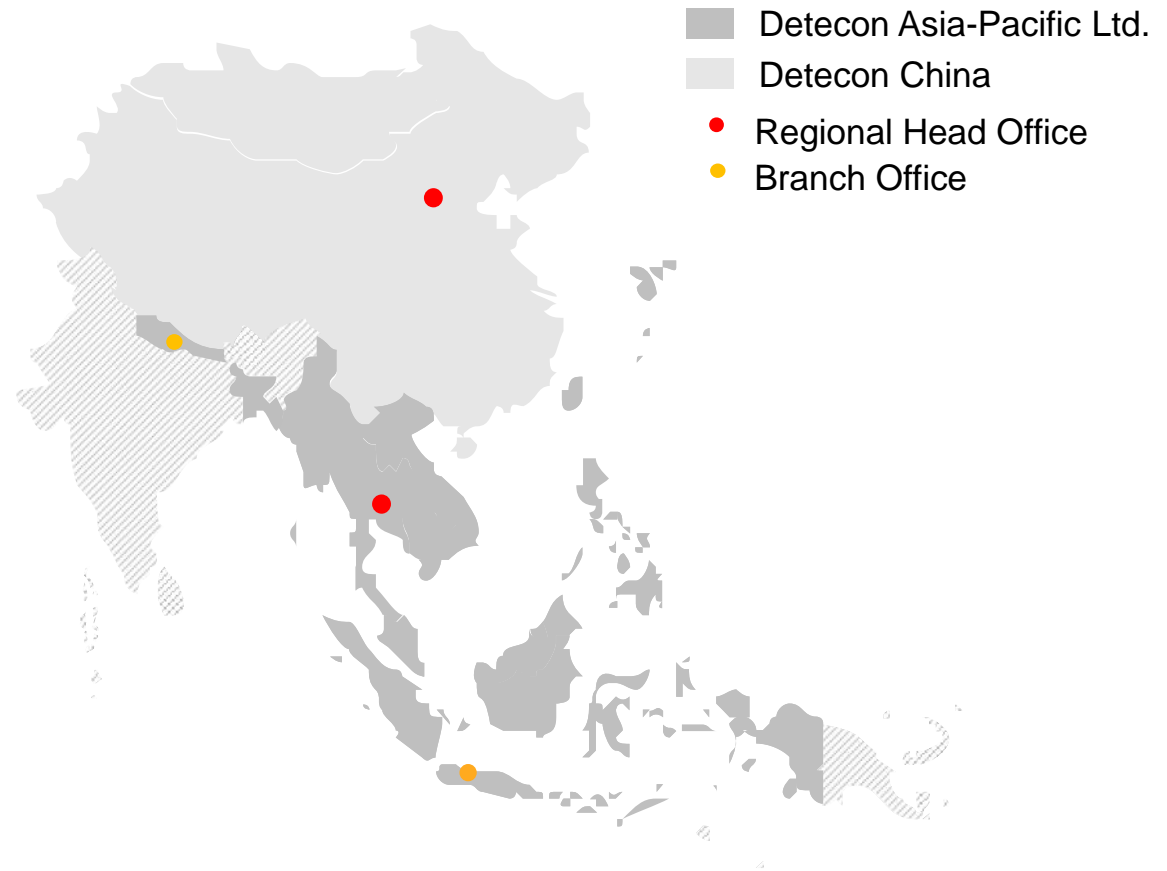 Detecon Asia-Pacific Ltd.
Detecon China
Regional Head Office
Branch Office